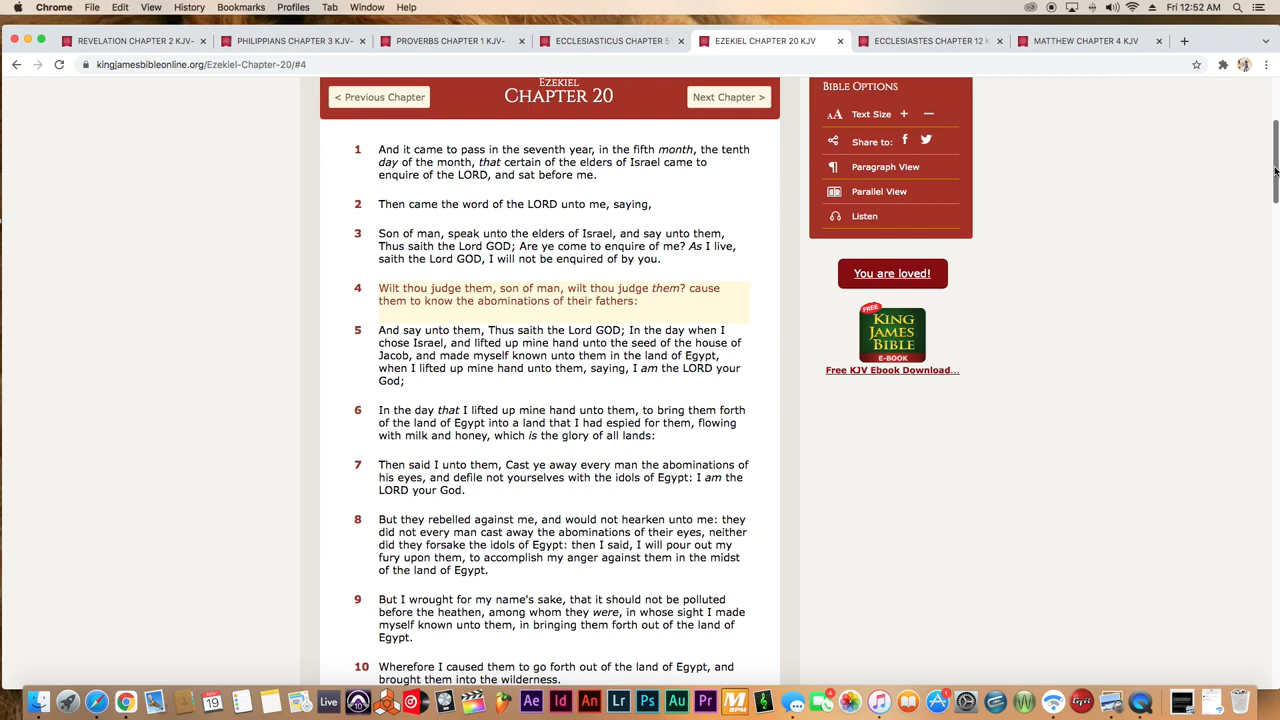 Chrome File Edit View History Bookmarks Profiles Tab Window Help Fri 12:52 AM
REVELATION CHAPTER 2 KJV- × PHILIPPIANS CHAPTER 3 KJV- × PROVERBS CHAPTER 1 KJV- × ECCLESIASTICUS CHAPTER 5 × EZEKIEL CHAPTER 20 KJV × ECCLESIASTES CHAPTER 12 K × MATTHEW CHAPTER 4 KJV × +
kingjamesbibleonline.org/Ezekiel-Chapter-20/#4
EZEKIEL
< Previous Chapter CHAPTER 20 Next Chapter >
1 And it came to pass in the seventh year, in the fifth month, the tenth
day of the month, that certain of the elders of Israel came to
enquire of the LORD, and sat before me.
2 Then came the word of the LORD unto me, saying,
3 Son of man, speak unto the elders of Israel, and say unto them,
Thus saith the Lord GOD; Are ye come to enquire of me? As I live,
saith the Lord GOD, I will not be enquired of by you.
4 Wilt thou judge them, son of man, wilt thou judge them? cause
them to know the abominations of their fathers:
5 And say unto them, Thus saith the Lord GOD; In the day when I
chose Israel, and lifted up mine hand unto the seed of the house of
Jacob, and made myself known unto them in the land of Egypt,
when I lifted up mine hand unto them, saying, I am the LORD your
God;
6 In the day that I lifted up mine hand unto them, to bring them forth
of the land of Egypt into a land that I had espied for them, flowing
with milk and honey, which is the glory of all lands:
7 Then said I unto them, Cast ye away every man the abominations of
his eyes, and defile not yourselves with the idols of Egypt: I am the
LORD your God.
8 But they rebelled against me, and would not hearken unto me: they
did not every man cast away the abominations of their eyes, neither
did they forsake the idols of Egypt: then I said, I will pour out my
fury upon them, to accomplish my anger against them in the midst
of the land of Egypt.
9 But I wrought for my name's sake, that it should not be polluted
before the heathen, among whom they were, in whose sight I made
myself known unto them, in bringing them forth out of the land of
Egypt.
10 Wherefore I caused them to go forth out of the land of Egypt, and
brought them into the wilderness.
BIBLE OPTIONS
AA Text Size + −
Share to:
Paragraph View
Parallel View
Listen
You are loved!
FREE
KING
JAMES
BIBLE
E-BOOK
Free KJV Ebook Download...
NOV
19
Live
10
Ae Id An Lr Ps Au Pr